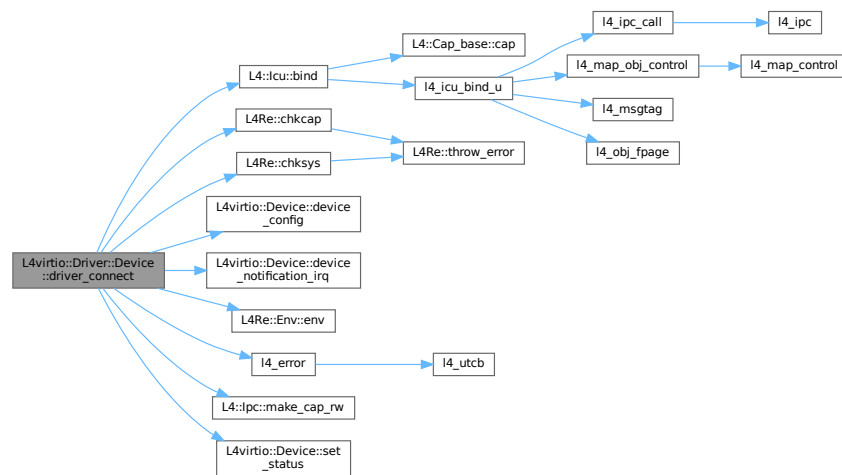 L4virtio::Driver::Device
::driver_connect
L4::Icu::bind
L4::Cap_base::cap
l4_icu_bind_u
l4_ipc_call
l4_ipc
l4_map_obj_control
l4_map_control
l4_msgtag
l4_obj_fpage
L4Re::chkcap
L4Re::throw_error
L4Re::chksys
L4virtio::Device::device
_config
L4virtio::Device::device
_notification_irq
L4Re::Env::env
l4_error
l4_utcb
L4::Ipc::make_cap_rw
L4virtio::Device::set
_status